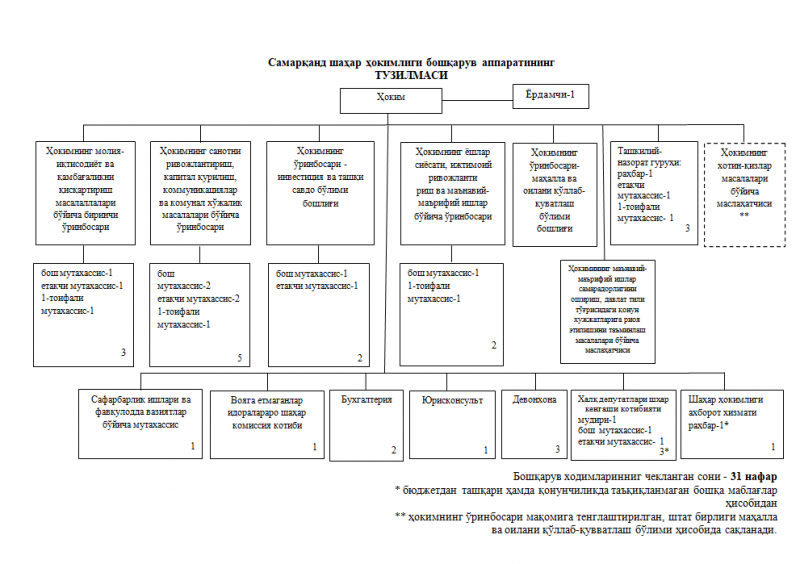 Самарқанд шаҳар ҳокимлиги бошқарув аппаратининг
ТУЗИЛМАСИ
Ҳоким
Ёрдамчи-1
Ҳокимнинг молия-
иқтисодиёт ва
қамбағаликни
қисқартириш
масалаллалари
бўйича биринчи
ўринбосари
Ҳокимнинг санотни
ривожлантириш,
капитал қурилиш,
коммуникациялар
ва комунал хўжалик
масалалари бўйича
ўринбосари
Ҳокимнинг
ўринбосари -
инвестиция ва ташқи
савдо бўлими
бошлиғи
Ҳокимнинг ёшлар
сиёсати, ижтимоий
ривожланти
риш ва маънавий-
маърифий ишлар
бўйича ўринбосари
Ҳокимнинг
ўринбосари-
маҳалла ва
оилани қўллаб-
қуватлаш
бўлими
бошлиғи
Ташкилий-
назорат гурухи:
раҳбар-1
етакчи
мутахассис-1
1-тоифали
мутахассис- 1
3
Ҳокимнинг
хотин-қизлар
масалалари
бўйича
маслаҳатчиси
**
бош мутахассис-1
етакчи мутахассис-1
1-тоифали
мутахассис-1
3
бош
мутахассис-2
етакчи мутахассис-2
1-тоифали
мутахассис-1
5
бош мутахассис-1
етакчи мутахассис-1
2
бош мутахассис-1
1-тоифали
мутахассис-1
2
Ҳокимининг маънавий-
маърифий ишлар
самарадорлигини
ошириш, давлат тили
тўғрисидаги қонун
хужжатларига риоя
этилишини таъминлаш
масалалари бўйича
маслаҳатчиси
Сафарбарлик ишлари ва
фавқулодда вазиятлар
бўйича мутахассис
1
Вояга етмаганлар
идоралараро шаҳар
комиссия котиби
1
Бухгалтерия
2
Юрисконсульт
1
Девонхона
3
Халқ депутатлари шҳар
кенгаши котибияти
мудири-1
бош мутахассис-1
етакчи мутахассис- 1
3*
Шаҳар ҳокимлиги
ахборот хизмати
раҳбар-1*
1
Бошқарув ходимларинниг чекланган сони - 31 нафар
* бюджетдан ташқари ҳамда қонунчиликда таъқиқланмаган бошқа маблағлар
ҳисобидан
** ҳокимнинг ўринбосари мақомига тенглаштирилган, штат бирлиги маҳалла
ва оилани қўллаб-қувватлаш бўлими ҳисобида сақланади.